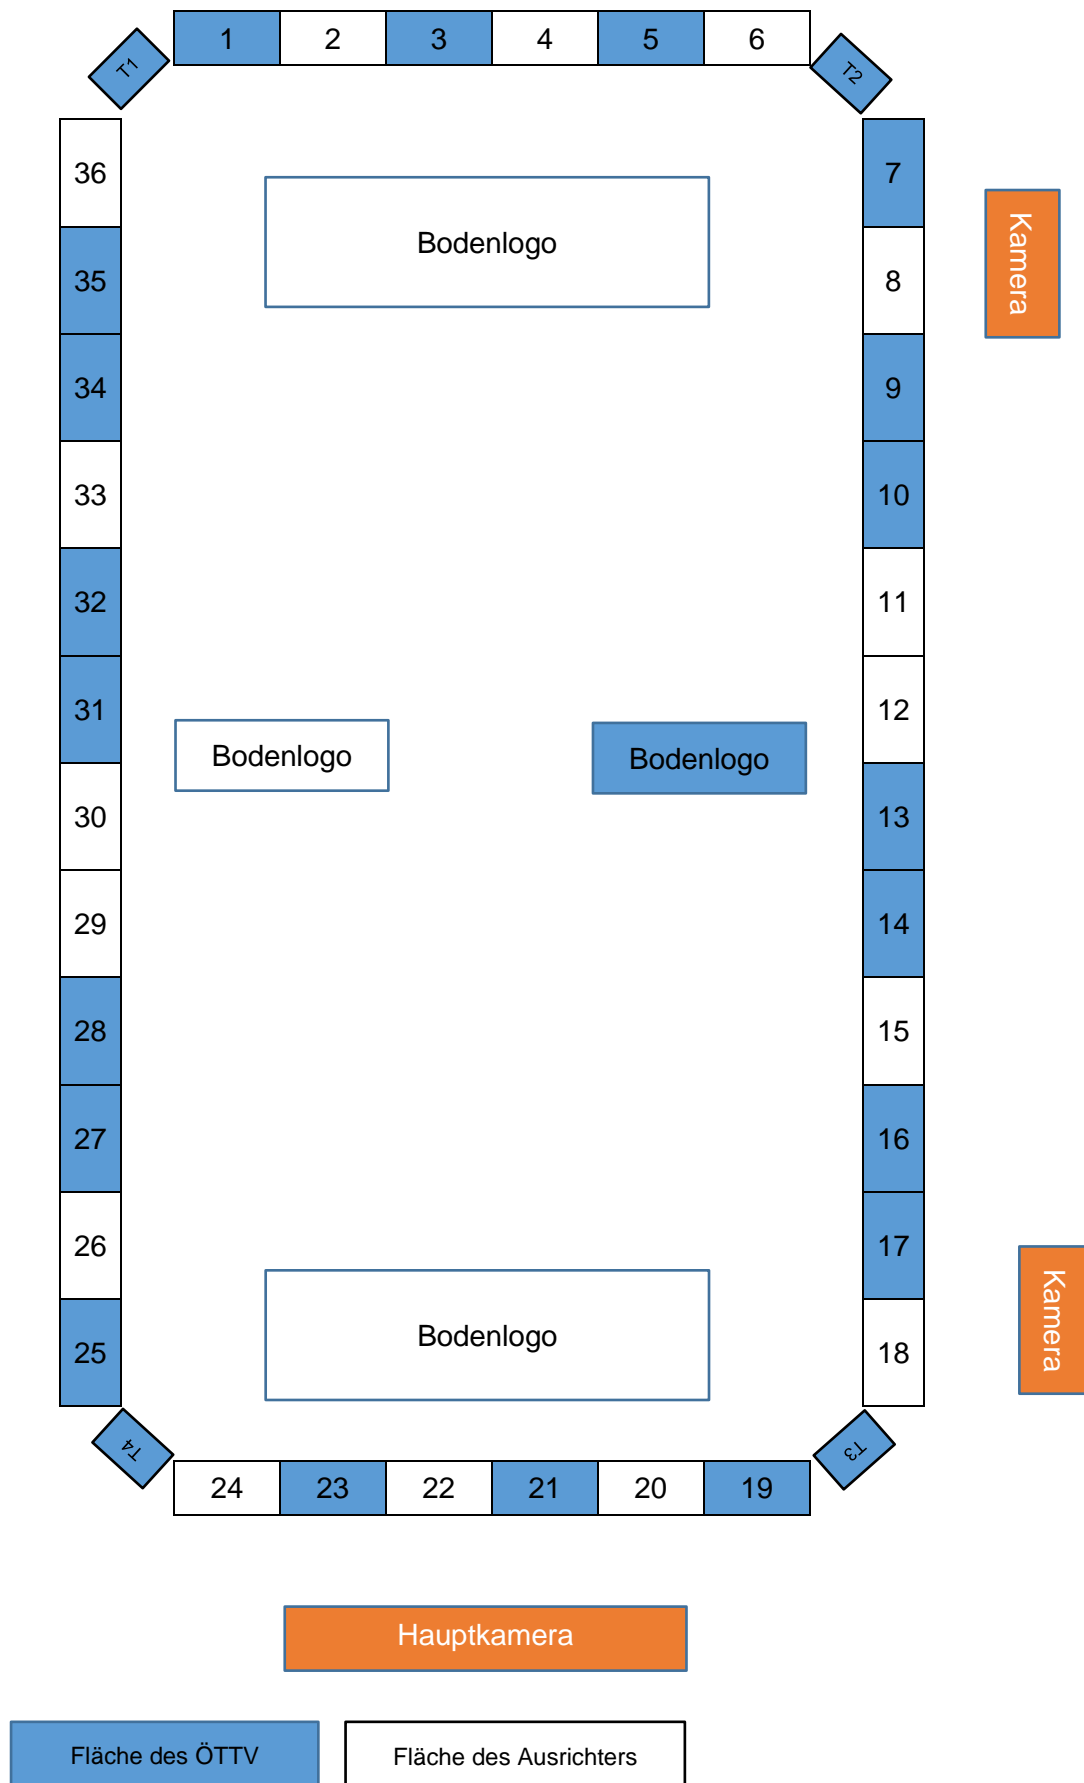 1 2 3 4 5 6
T1
T2
36
7
Kamera
Bodenlogo
35
8
34
9
33
10
32
11
31
12
Bodenlogo
Bodenlogo
30
13
29
14
28
15
27
16
26
17
Kamera
Bodenlogo
25
18
T4
T3
24 23 22 21 20 19
Hauptkamera
Fläche des ÖTTV
Fläche des Ausrichters